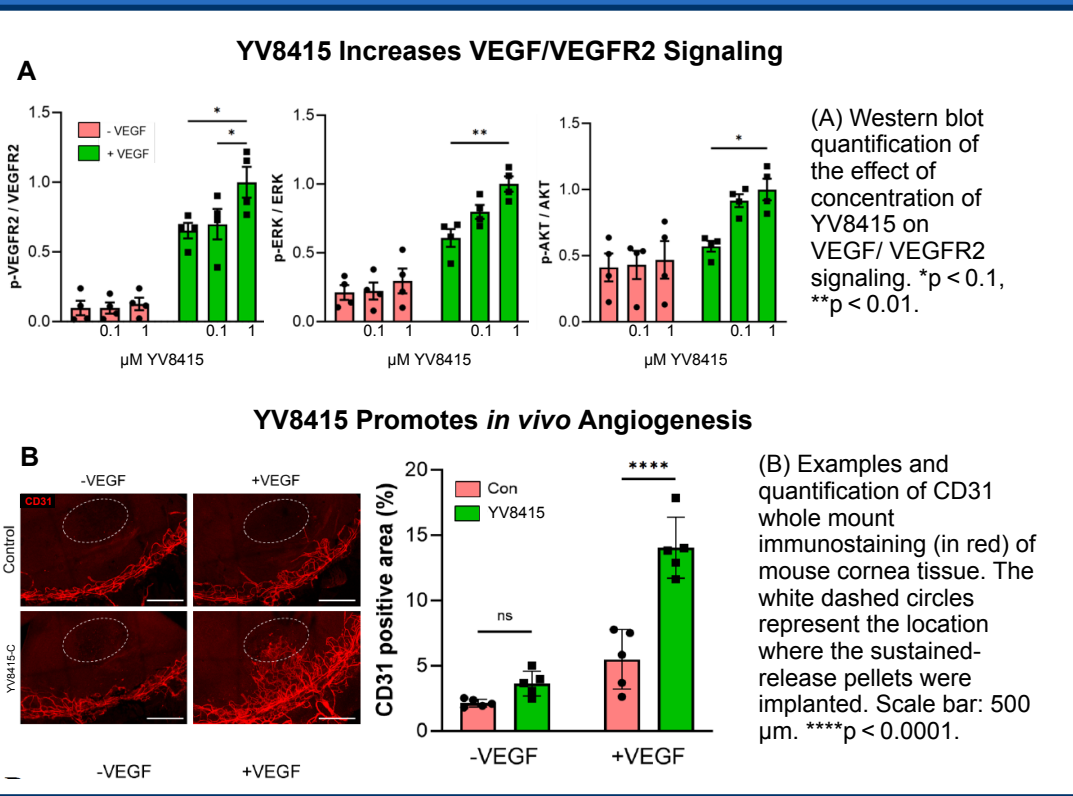 YV8415 Increases VEGF/VEGFR2 Signaling
A
1.5
1.0
0.5
0.0
p-VEGFR2 / VEGFR2
- VEGF
+ VEGF
*
*
0.1 1 0.1 1
µM YV8415
1.5
1.0
0.5
0.0
p-ERK / ERK
**
0.1 1 0.1 1
µM YV8415
1.5
1.0
0.5
0.0
p-AKT / AKT
*
0.1 1 0.1 1
µM YV8415
(A) Western blot
quantification of
the effect of
concentration of
YV8415 on
VEGF/ VEGFR2
signaling. *p < 0.1,
**p < 0.01.
YV8415 Promotes in vivo Angiogenesis
B
-VEGF +VEGF
CD31
Control
YV8415-C
20
15
10
5
0
CD31 positive area (%)
Con
YV8415
ns
****
-VEGF +VEGF
(B) Examples and
quantification of CD31
whole mount
immunostaining (in red) of
mouse cornea tissue. The
white dashed circles
represent the location
where the sustained-
release pellets were
implanted. Scale bar: 500
µm. ****p < 0.0001.
-VEGF +VEGF